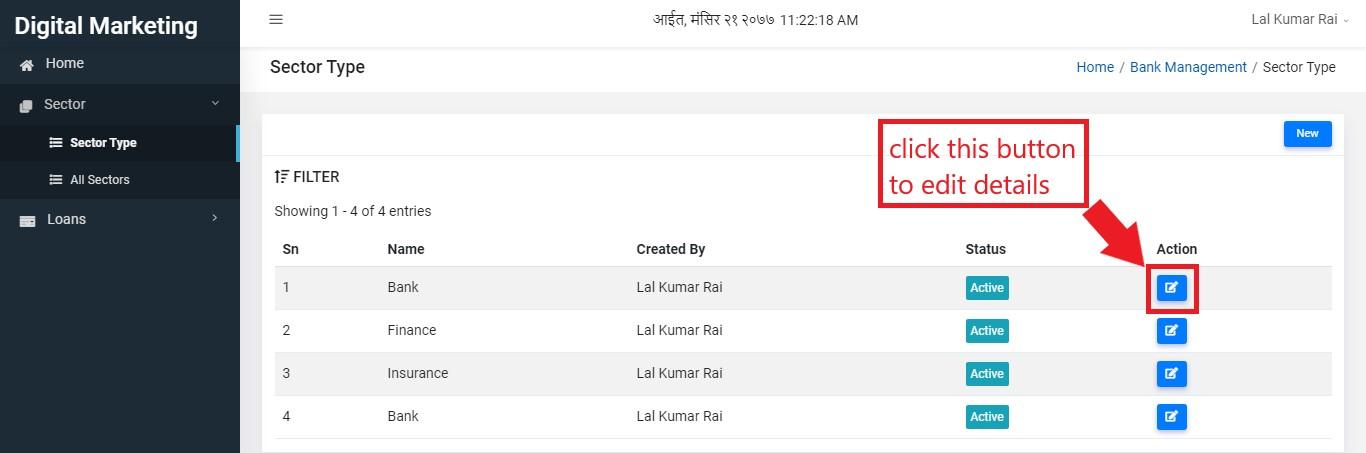 Digital Marketing
आईत, मंसिर २१ २०७७ 11:22:18 AM
Lal Kumar Rai
Home
Sector
Sector Type
All Sectors
Loans
Sector Type
Home / Bank Management / Sector Type
New
click this button
to edit details
FILTER
Showing 1 - 4 of 4 entries
Sn Name Created By Status Action
1 Bank Lal Kumar Rai Active
2 Finance Lal Kumar Rai Active
3 Insurance Lal Kumar Rai Active
4 Bank Lal Kumar Rai Active